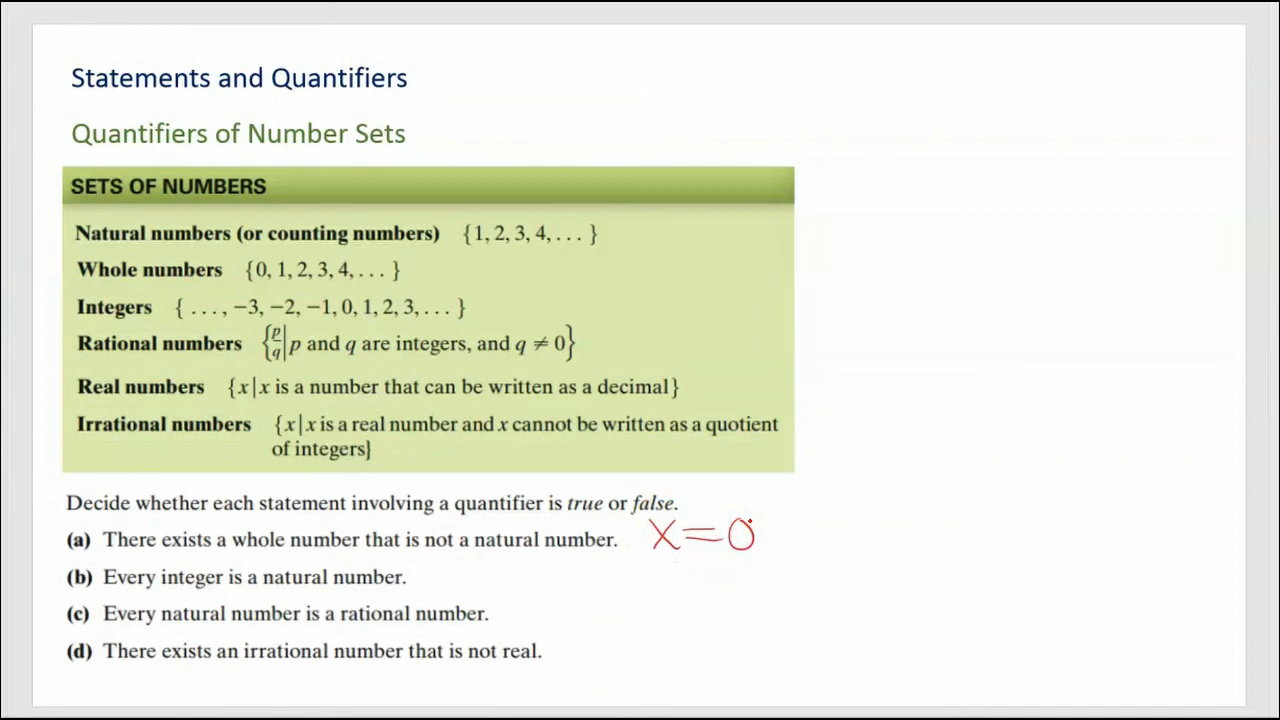 Statements and Quantifiers
Quantifiers of Number Sets
SETS OF NUMBERS
Natural numbers (or counting numbers) {1, 2, 3, 4, . . . }
Whole numbers {0, 1, 2, 3, 4, . . . }
Integers { . . . , −3, −2, −1, 0, 1, 2, 3, . . . }
Rational numbers {p/q | p and q are integers, and q ≠ 0}
Real numbers {x | x is a number that can be written as a decimal}
Irrational numbers {x | x is a real number and x cannot be written as a quotient
of integers}
Decide whether each statement involving a quantifier is true or false.
(a) There exists a whole number that is not a natural number. x=0
(b) Every integer is a natural number.
(c) Every natural number is a rational number.
(d) There exists an irrational number that is not real.